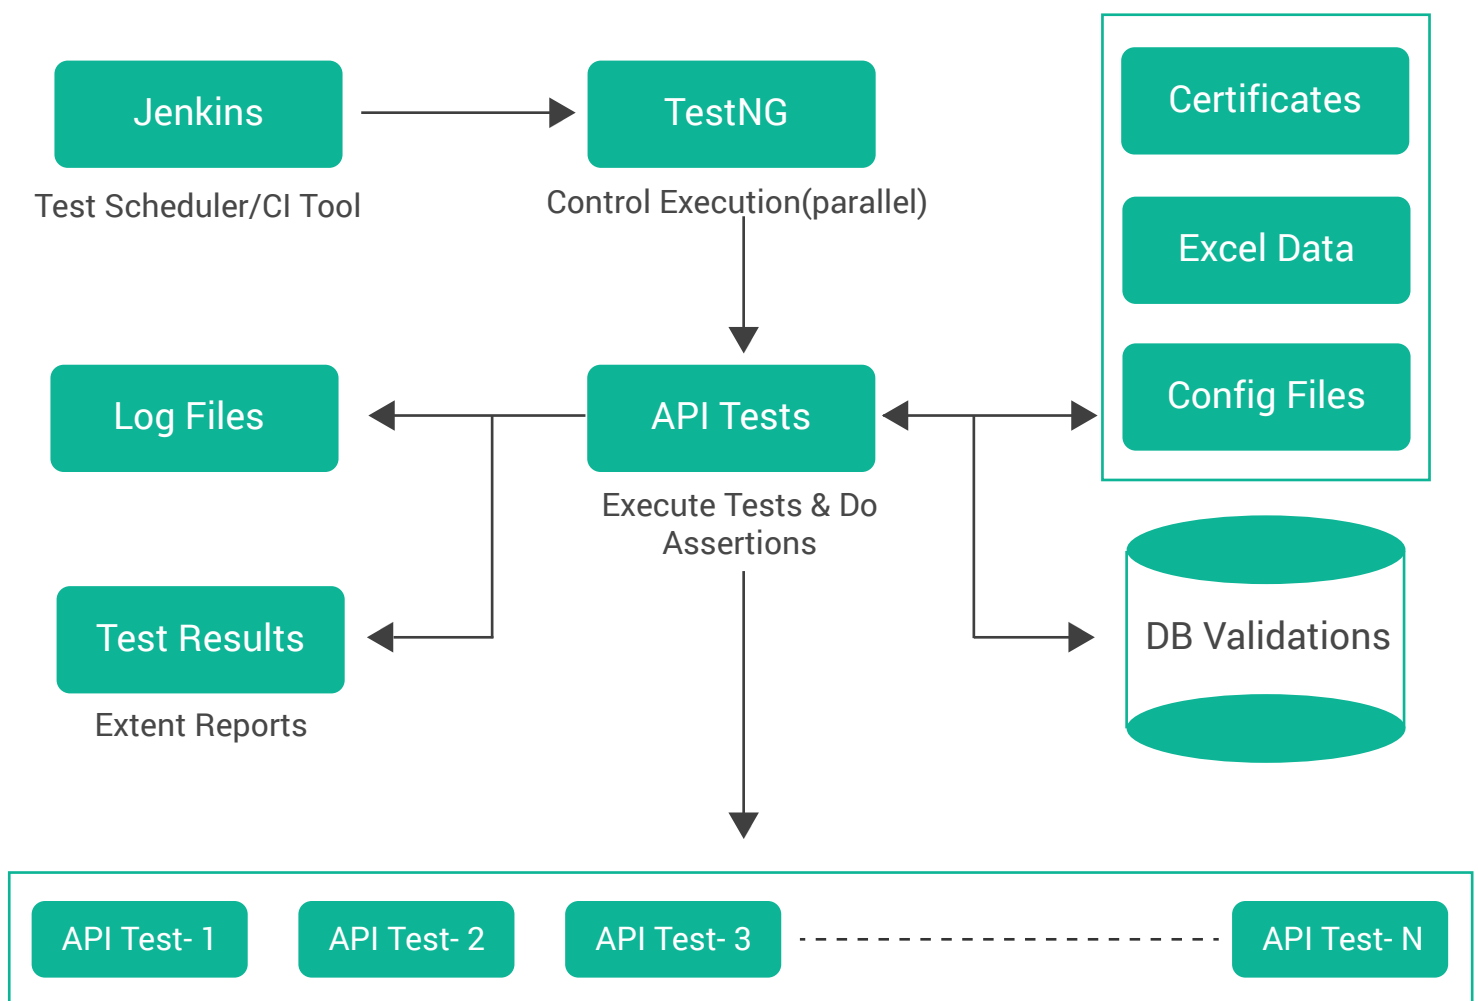 Jenkins
Test Scheduler/CI Tool
TestNG
Control Execution(parallel)
Certificates
Excel Data
Config Files
Log Files
API Tests
Execute Tests & Do
Assertions
Test Results
Extent Reports
DB Validations
API Test- 1
API Test- 2
API Test- 3
API Test- N